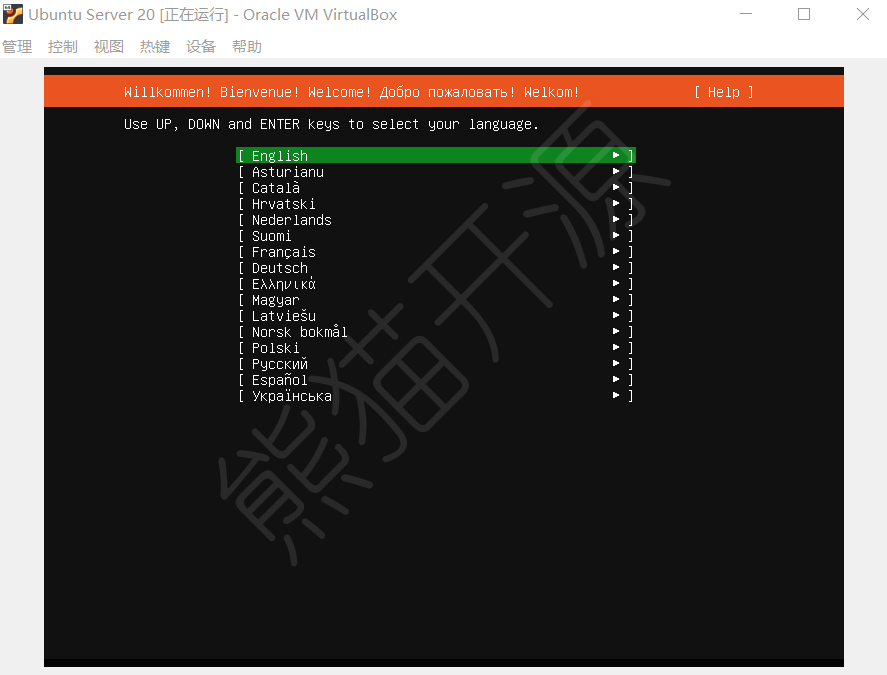 Ubuntu Server 20 [正在运行] - Oracle VM VirtualBox
管理 控制 视图 热键 设备 帮助
Willkommen! Bienvenue! Welcome! Добро пожаловать! Welkom! [ Help ]
Use UP, DOWN and ENTER keys to select your language.
[ English ► ]
[ Asturianu ► ]
[ Català ► ]
[ Hrvatski ► ]
[ Nederlands ► ]
[ Suomi ► ]
[ Français ► ]
[ Deutsch ► ]
[ Ελληνικά ► ]
[ Magyar ► ]
[ Latviešu ► ]
[ Norsk bokmål ► ]
[ Polski ► ]
[ Русский ► ]
[ Español ► ]
[ Українська ► ]
熊猫开源